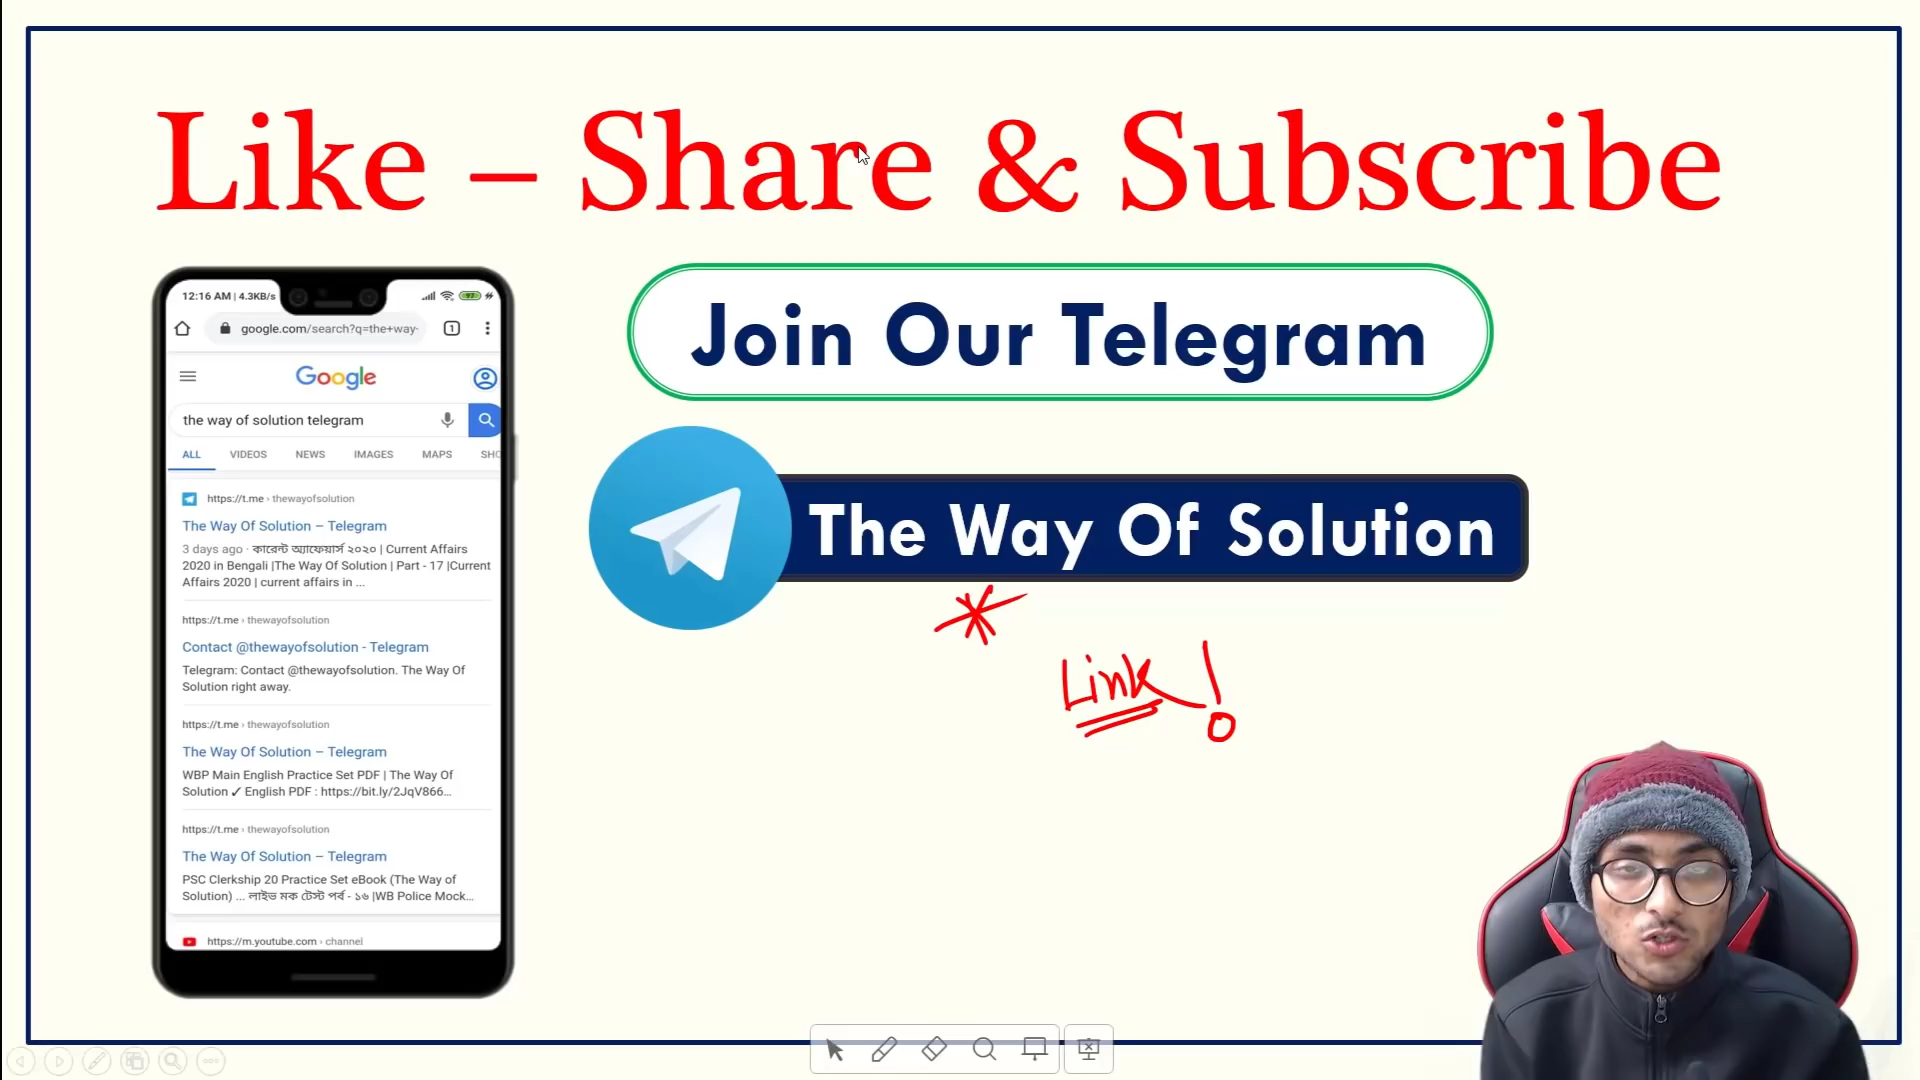 Like – Share & Subscribe
Join Our Telegram
The Way Of Solution
Link !
12:16 AM | 4.3KB/s
97
google.com/search?q=the+way-
1
Google
the way of solution telegram
ALL VIDEOS NEWS IMAGES MAPS SHO
https://t.me › thewayofsolution
The Way Of Solution – Telegram
3 days ago · কারেন্ট অ্যাফেয়ার্স ২০২০ | Current Affairs
2020 in Bengali |The Way Of Solution | Part - 17 |Current
Affairs 2020 | current affairs in ...
https://t.me › thewayofsolution
Contact @thewayofsolution - Telegram
Telegram: Contact @thewayofsolution. The Way Of
Solution right away.
https://t.me › thewayofsolution
The Way Of Solution – Telegram
WBP Main English Practice Set PDF | The Way Of
Solution ✓ English PDF : https://bit.ly/2JqV866...
https://t.me › thewayofsolution
The Way Of Solution – Telegram
PSC Clerkship 20 Practice Set eBook (The Way of
Solution) ... লাইভ মক টেস্ট পর্ব - ১৬ |WB Police Mock...
https://m.youtube.com › channel